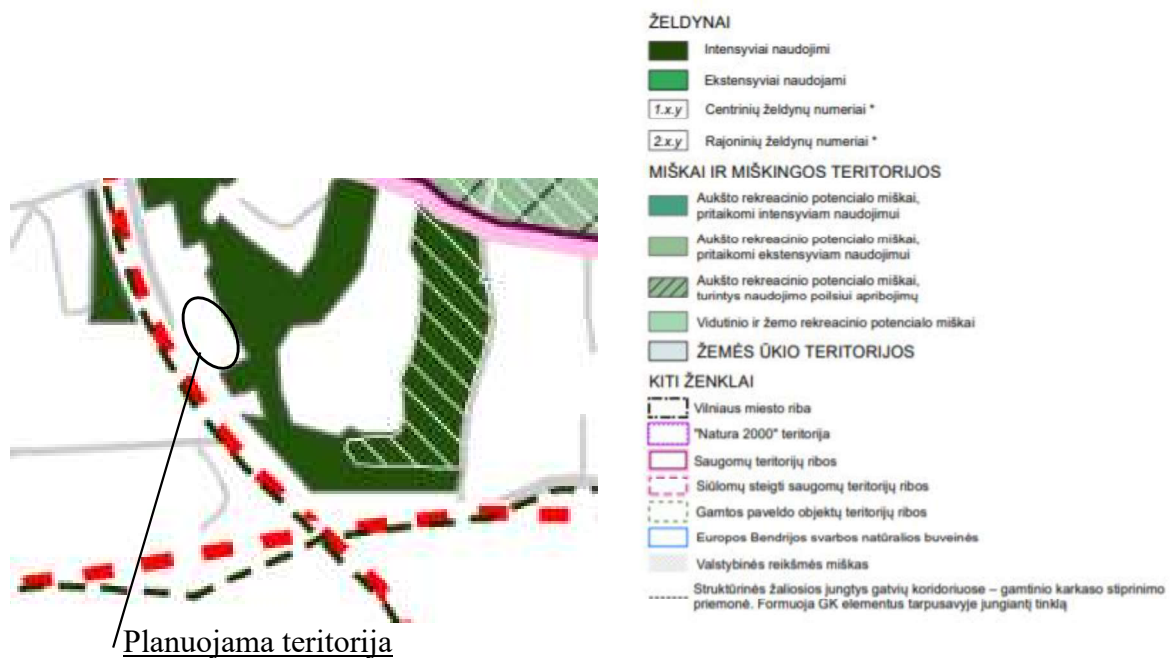 ŽELDYNAI
Intensyviai naudojimi
Ekstensyviai naudojami
1.x.y Centrinių želdynų numeriai *
2.x.y Rajoninių želdynų numeriai *
MIŠKAI IR MIŠKINGOS TERITORIJOS
Aukšto rekreacinio potencialo miškai,
pritaikomi intensyviam naudojimui
Aukšto rekreacinio potencialo miškai,
pritaikomi ekstensyviam naudojimui
Aukšto rekreacinio potencialo miškai,
turintys naudojimo poilsiui apribojimų
Vidutinio ir žemo rekreacinio potencialo miškai
ŽEMĖS ŪKIO TERITORIJOS
KITI ŽENKLAI
Vilniaus miesto riba
"Natura 2000" teritorija
Saugomų teritorijų ribos
Siūlomų steigti saugomų teritorijų ribos
Gamtos paveldo objektų teritorijų ribos
Europos Bendrijos svarbos natūralios buveinės
Valstybinės reikšmės miškas
Struktūrinės žaliosios jungtys gatvių koridoriuose – gamtinio karkaso stiprinimo
priemonė. Formuoja GK elementus tarpusavyje jungiantį tinklą
Planuojama teritorija